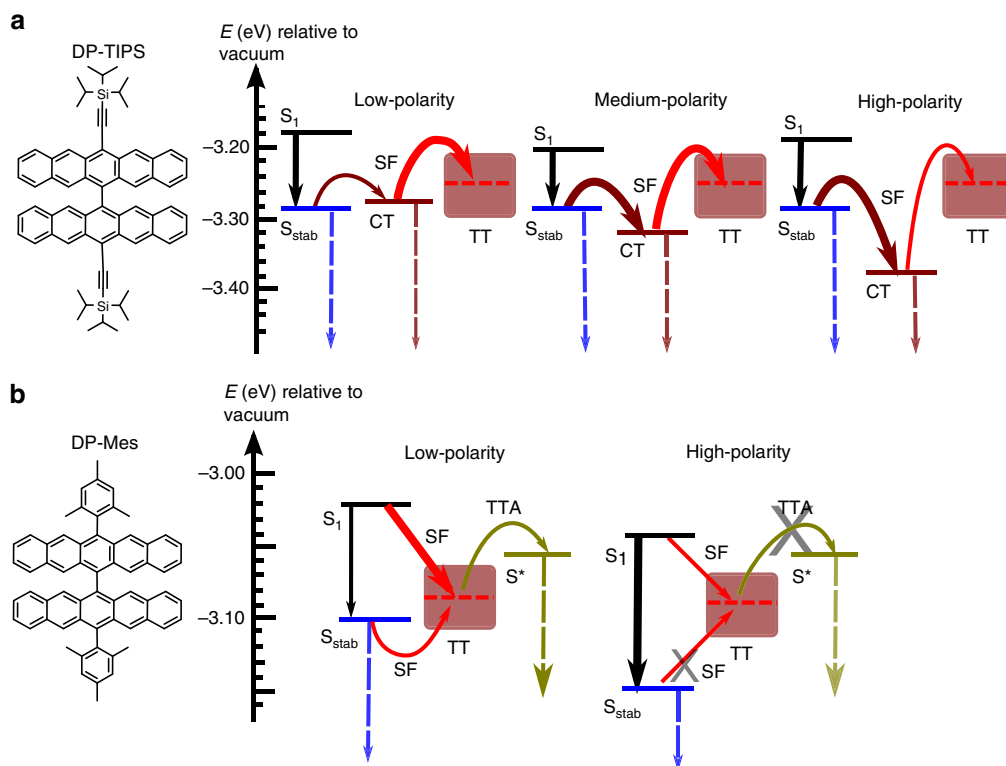 a
DP-TIPS
Si
Si
E (eV) relative to
vacuum
–3.20
–3.30
–3.40
Low-polarity
S1
Sstab
SF
CT
TT
Medium-polarity
S1
Sstab
SF
CT
TT
High-polarity
S1
Sstab
SF
CT
TT
b
DP-Mes
E (eV) relative to
vacuum
–3.00
–3.10
Low-polarity
S1
SF
TTA
S*
Sstab
SF
TT
High-polarity
S1
SF
TTA
S*
TT
SF
Sstab